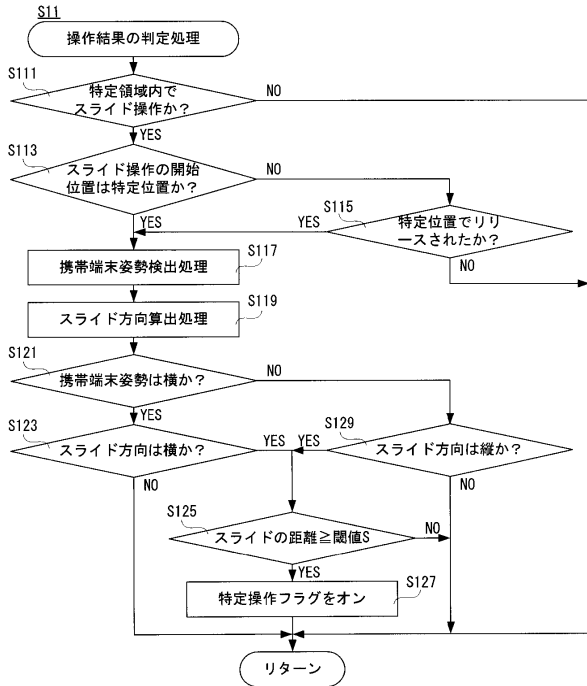 S11
操作結果の判定処理
S111
特定領域内で
スライド操作か？
NO
YES
S113
スライド操作の開始
位置は特定位置か？
NO
YES
S115
特定位置でリリ
ースされたか？
YES
NO
携帯端末姿勢検出処理
S117
スライド方向算出処理
S119
S121
携帯端末姿勢は横か？
NO
YES
S123
スライド方向は横か？
YES
NO
S129
スライド方向は縦か？
YES
NO
S125
スライドの距離≧閾値S
NO
YES
特定操作フラグをオン
S127
リターン